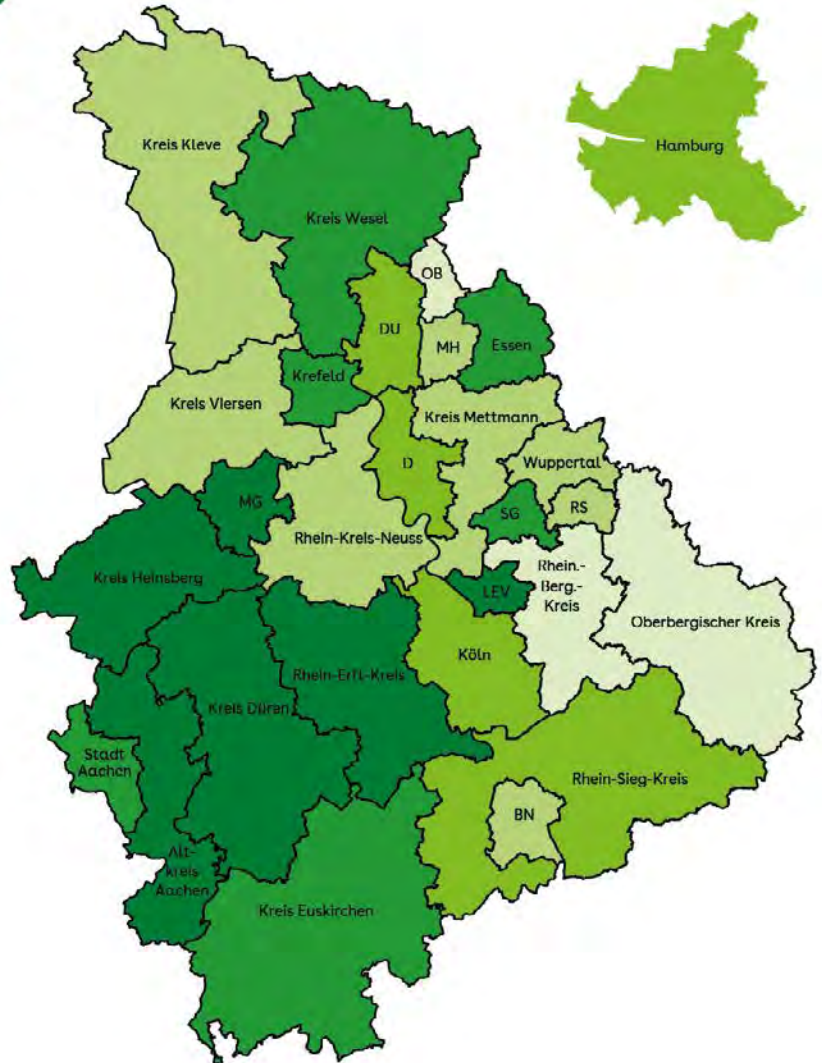 Kreis Kleve
Hamburg
Kreis Wesel
OB
DU
MH
Essen
Krefeld
Kreis Viersen
Kreis Mettmann
D
Wuppertal
MG
SG
RS
Rhein-Kreis-Neuss
Kreis Heinsberg
Rhein.-
Berg.-
Kreis
LEV
Oberbergischer Kreis
Köln
Rhein-Erft-Kreis
Kreis Düren
Stadt
Aachen
Rhein-Sieg-Kreis
BN
Alt-
kreis
Aachen
Kreis Euskirchen